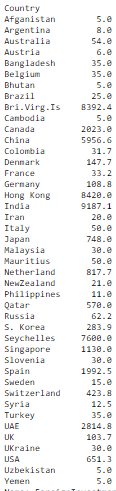 Country
Afganistan 5.0
Argentina 8.0
Australia 54.0
Austria 6.0
Bangladesh 35.0
Belgium 35.0
Bhutan 5.0
Brazil 25.0
Bri.Virg.Is 8392.4
Cambodia 5.0
Canada 2023.0
China 5956.6
Colombia 31.7
Denmark 147.7
France 33.2
Germany 108.8
Hong Kong 8420.0
India 9187.1
Iran 20.0
Italy 50.0
Japan 748.0
Malaysia 30.0
Mauritius 50.0
Netherland 817.7
NewZealand 21.0
Philippines 11.0
Qatar 570.0
Russia 62.2
S. Korea 283.9
Seychelles 7600.0
Singapore 1130.0
Slovenia 30.0
Spain 1992.5
Sweden 15.0
Switzerland 423.8
Syria 12.5
Turkey 35.0
UAE 2814.8
UK 103.7
UKraine 30.0
USA 651.3
Uzbekistan 5.0
Yemen 5.0